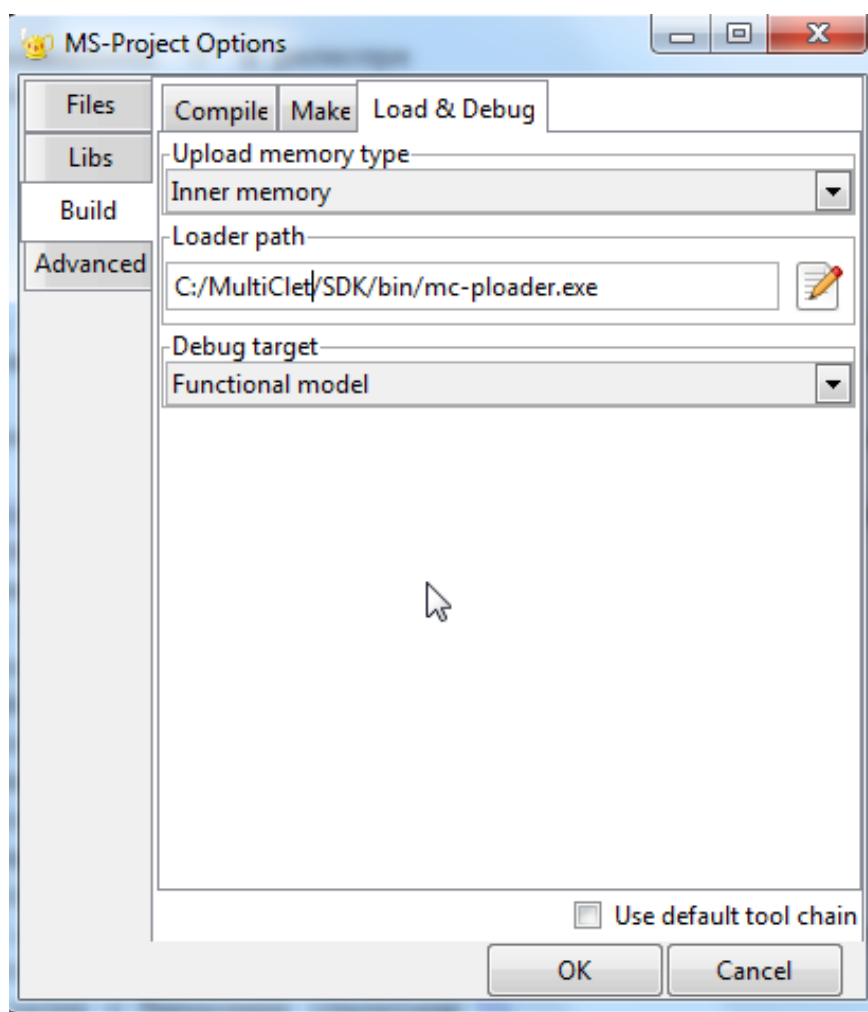 MS-Project Options
Files
Libs
Build
Advanced
Compile Make Load & Debug
Upload memory type
Inner memory
Loader path
C:/MultiClet/SDK/bin/mc-ploader.exe
Debug target
Functional model
Use default tool chain
OK Cancel